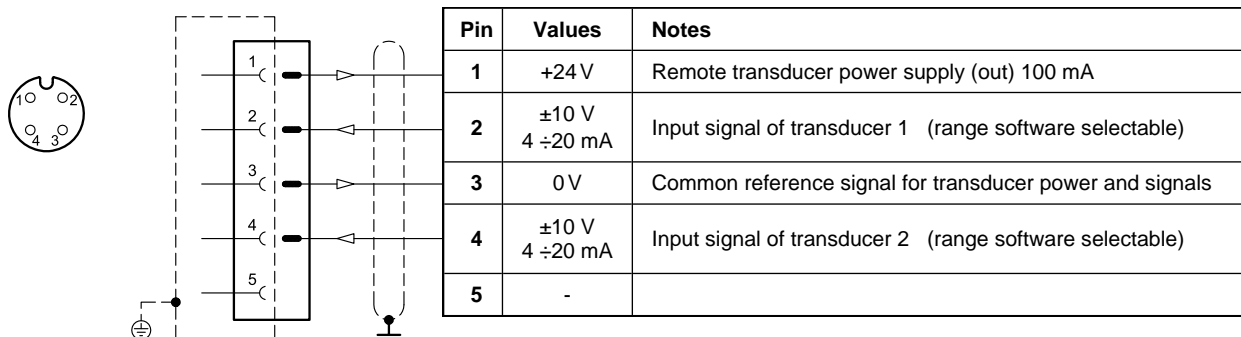 1 2
4 3
1
2
3
4
5
Pin Values Notes
1 +24 V Remote transducer power supply (out) 100 mA
2 ±10 V Input signal of transducer 1 (range software selectable)
4 ÷20 mA
3 0 V Common reference signal for transducer power and signals
4 ±10 V Input signal of transducer 2 (range software selectable)
4 ÷20 mA
5 -